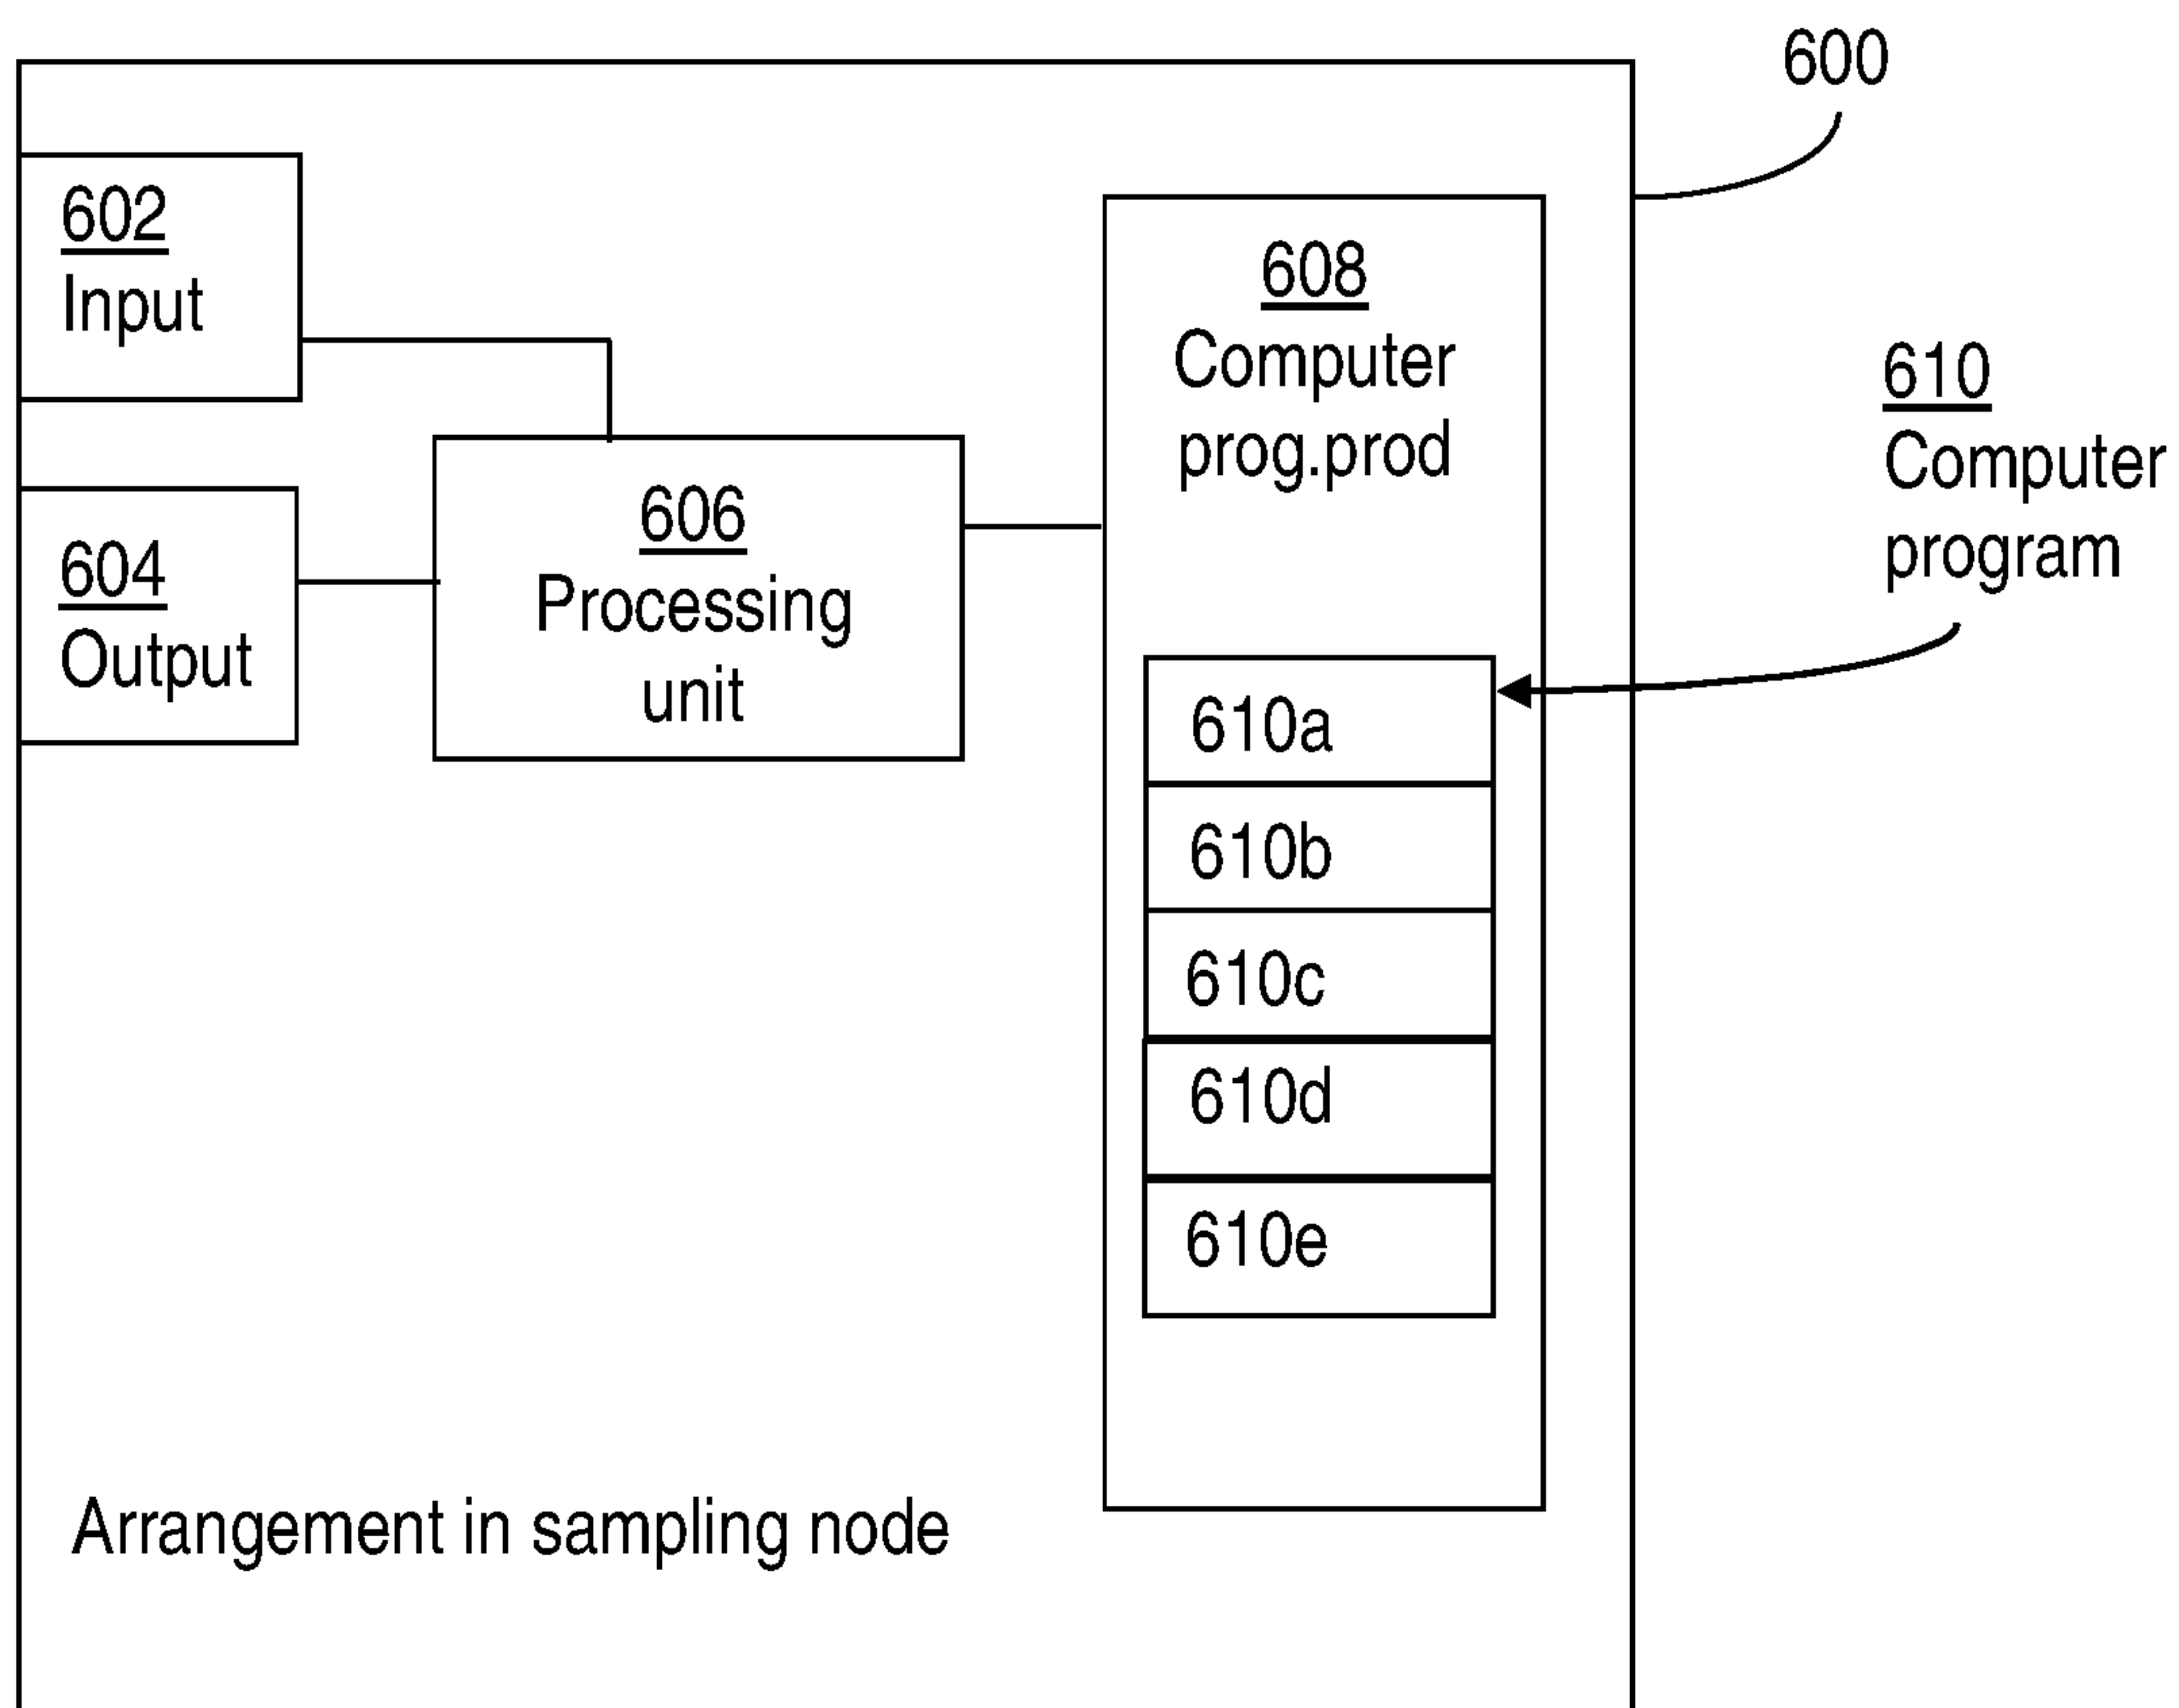 600
602
Input
604
Output
606
Processing
unit
608
Computer
prog.prod
610
Computer
program
610a
610b
610c
610d
610e
Arrangement in sampling node